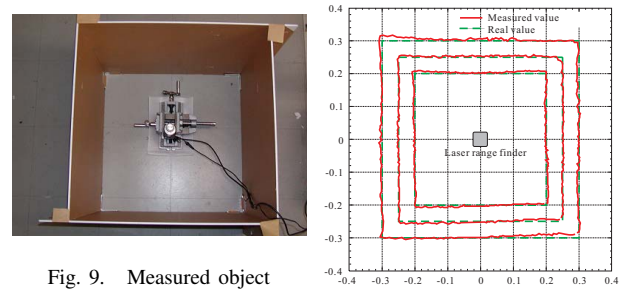 Fig. 9. Measured object
0.4
0.3
0.2
0.1
0
-0.1
-0.2
-0.3
-0.4
Measured value
Real value
Laser range finder
-0.4 -0.3 -0.2 -0.1 0 0.1 0.2 0.3 0.4